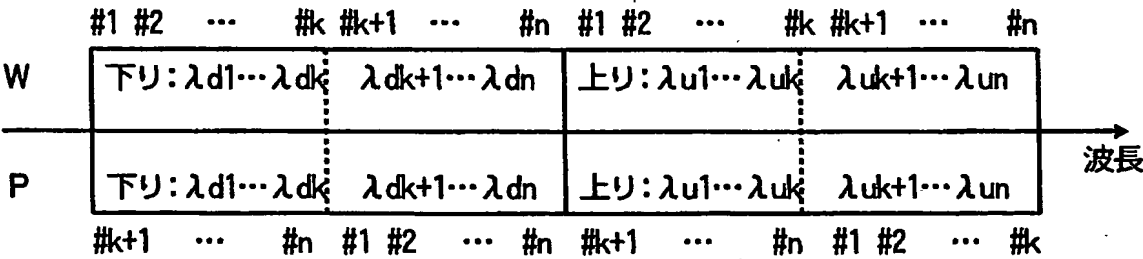 #1 #2 … #k #k+1 … #n #1 #2 … #k #k+1 … #n
W 下り：λd1…λdk λdk+1…λdn 上り：λu1…λuk λuk+1…λun
波長
P 下り：λd1…λdk λdk+1…λdn 上り：λu1…λuk λuk+1…λun
#k+1 … #n #1 #2 … #n #k+1 … #n #1 #2 … #k